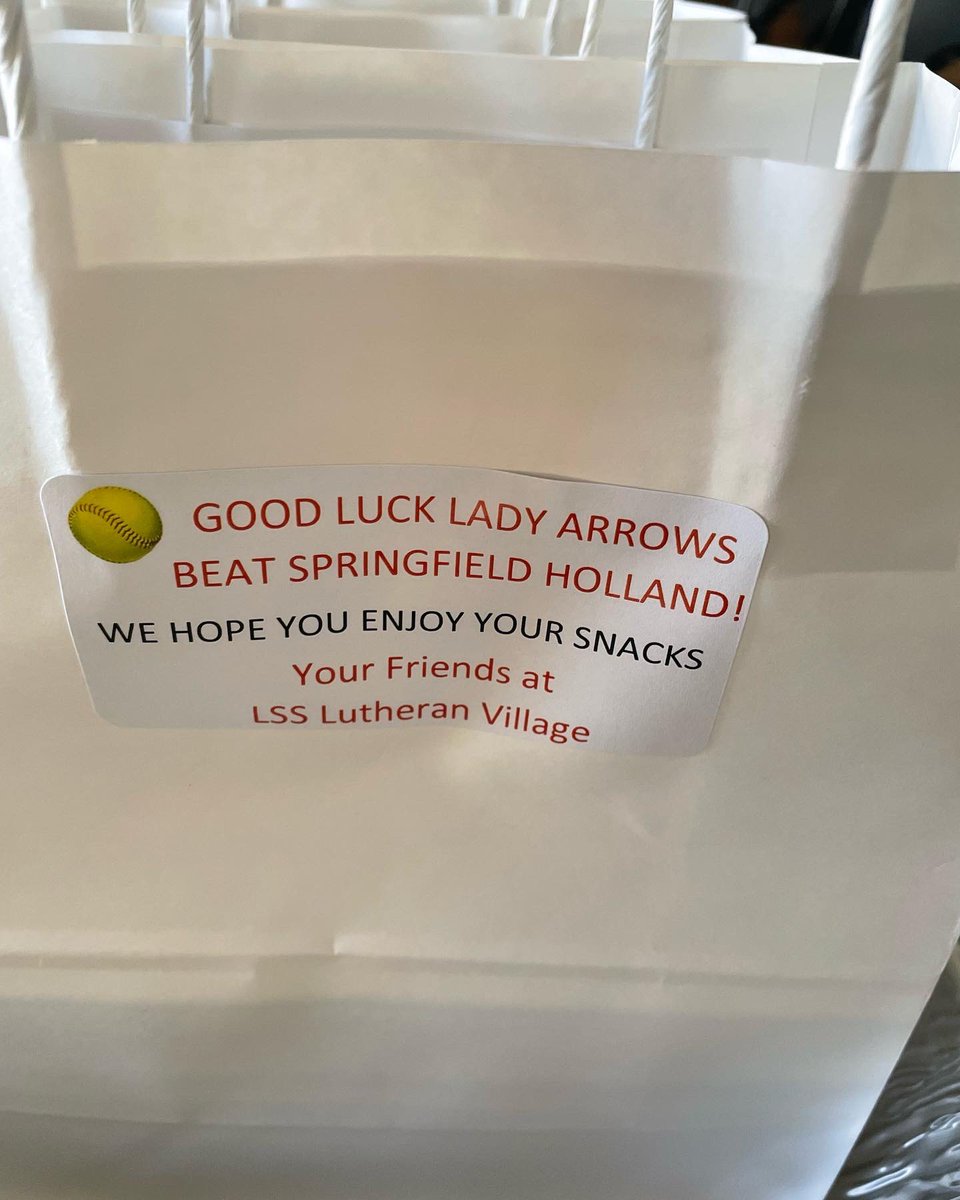 GOOD LUCK LADY ARROWS
BEAT SPRINGFIELD HOLLAND!
WE HOPE YOU ENJOY YOUR SNACKS
Your Friends at
LSS Lutheran Village